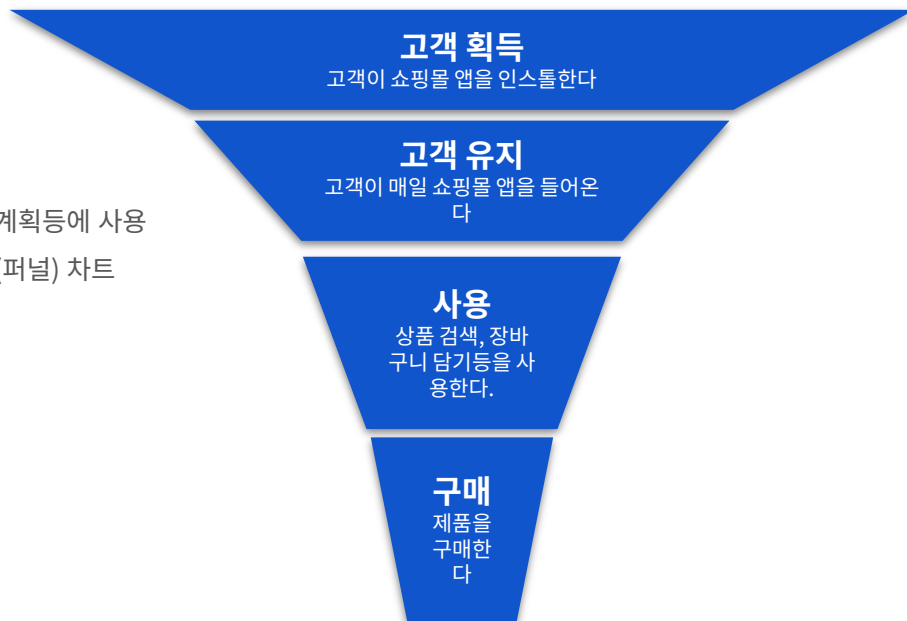 고객 획득
고객이 쇼핑몰 앱을 인스톨한다
고객 유지
고객이 매일 쇼핑몰 앱을 들어온
다
계획등에 사용
(퍼널) 차트
사용
상품 검색, 장바
구니 담기등을 사
용한다.
구매
제품을
구매한
다